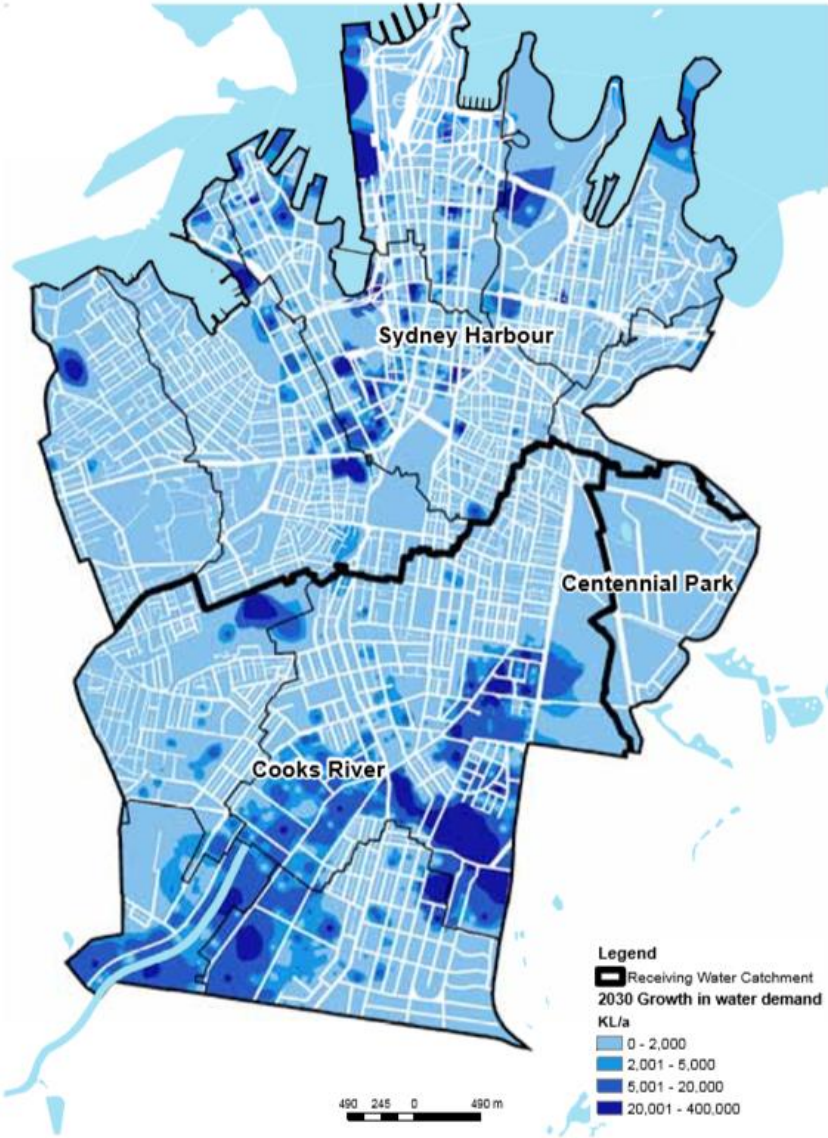 Sydney Harbour
Centennial Park
Cooks River
Legend
Receiving Water Catchment
2030 Growth in water demand
KL/a
0 - 2,000
2,001 - 5,000
5,001 - 20,000
20,001 - 400,000
490 245 0 490 m